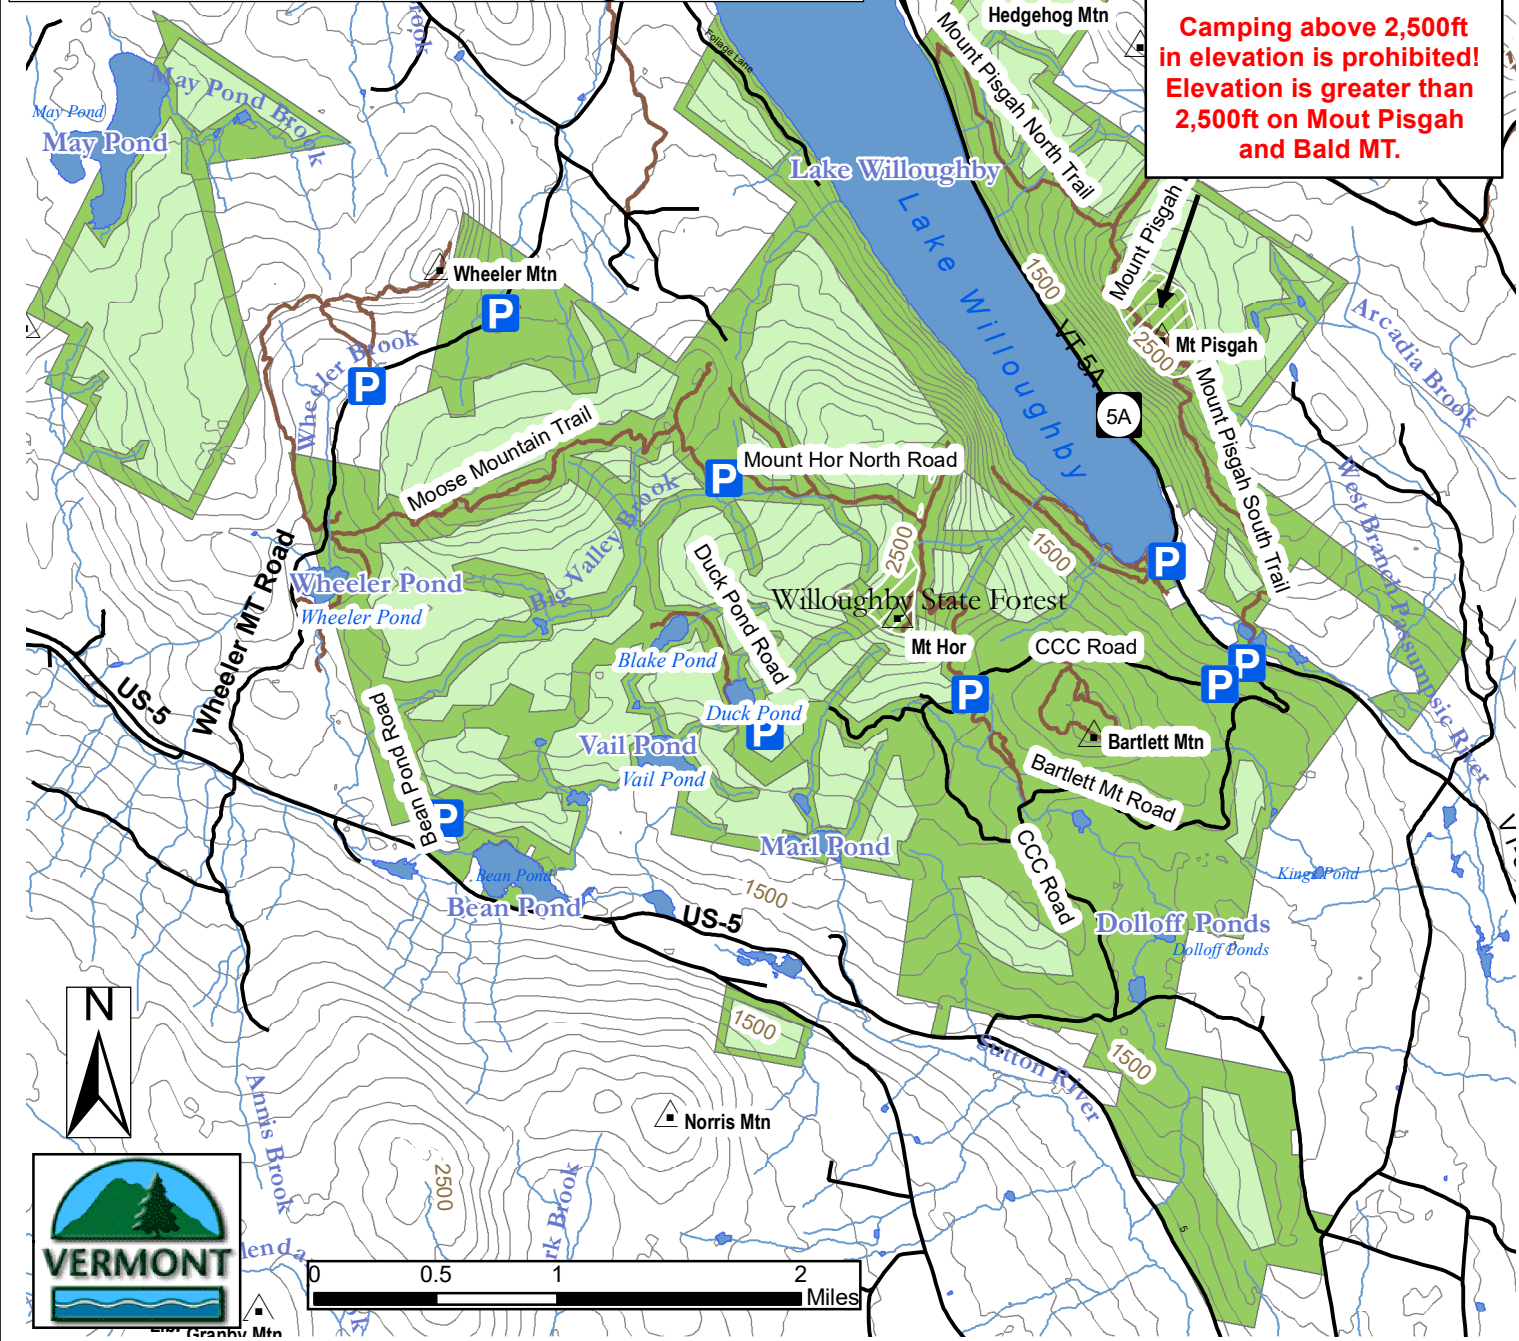 Hedgehog Mtn
Camping above 2,500ft
in elevation is prohibited!
Elevation is greater than
2,500ft on Mout Pisgah
and Bald MT.
Foliage Lane
Mount Pisgah North Trail
May Pond Brook
May Pond
May Pond
Lake Willoughby
Lake Willoughby
Mount Pisgah
1500
Wheeler Mtn
P
Arcadia Brook
VT 5A
2500
Mt Pisgah
Wheeler Brook
P
5A
Mount Pisgah South Trail
Moose Mountain Trail
Mount Hor North Road
P
West Branch Passumpsic River
Big Valley Brook
2500
1500
P
Duck Pond Road
Wheeler MT Road
Wheeler Pond
Wheeler Pond
Willoughby State Forest
Mt Hor
CCC Road
Blake Pond
P
P
P
US-5
Bean Pond Road
Duck Pond
P
Vail Pond
Vail Pond
Bartlett Mtn
Bartlett Mt Road
P
Marl Pond
CCC Road
Bean Pond
Bean Pond
1500
Kings Pond
US-5
Dolloff Ponds
Dolloff Ponds
N
1500
Sutton River
1500
Annis Brook
Norris Mtn
2500
rk Brook
5
VERMONT
lenda
0 0.5 1 2
Miles
Granby Mtn